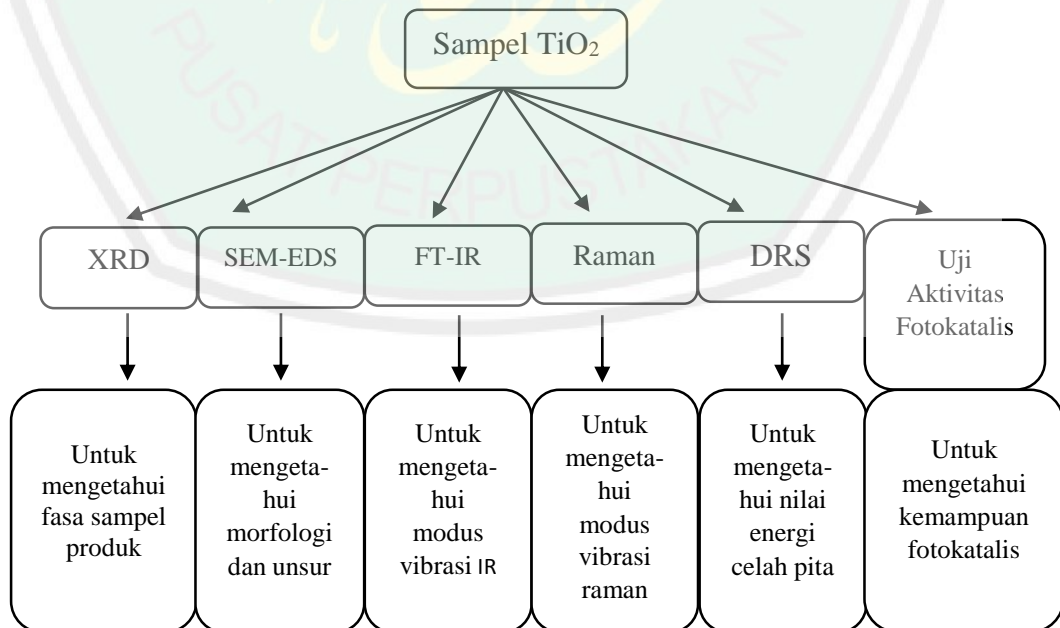 Sampel TiO₂
PUSAT PERPUSTAKAAN
XRD
SEM-EDS
FT-IR
Raman
DRS
Uji
Aktivitas
Fotokatalis
Untuk
mengetahui
fasa sampel
produk
Untuk
mengeta-
hui
morfologi
dan unsur
Untuk
mengeta-
hui
modus
vibrasi IR
Untuk
mengeta-
hui
modus
vibrasi
raman
Untuk
mengeta-
hui nilai
energi
celah pita
Untuk
mengetahui
kemampuan
fotokatalis